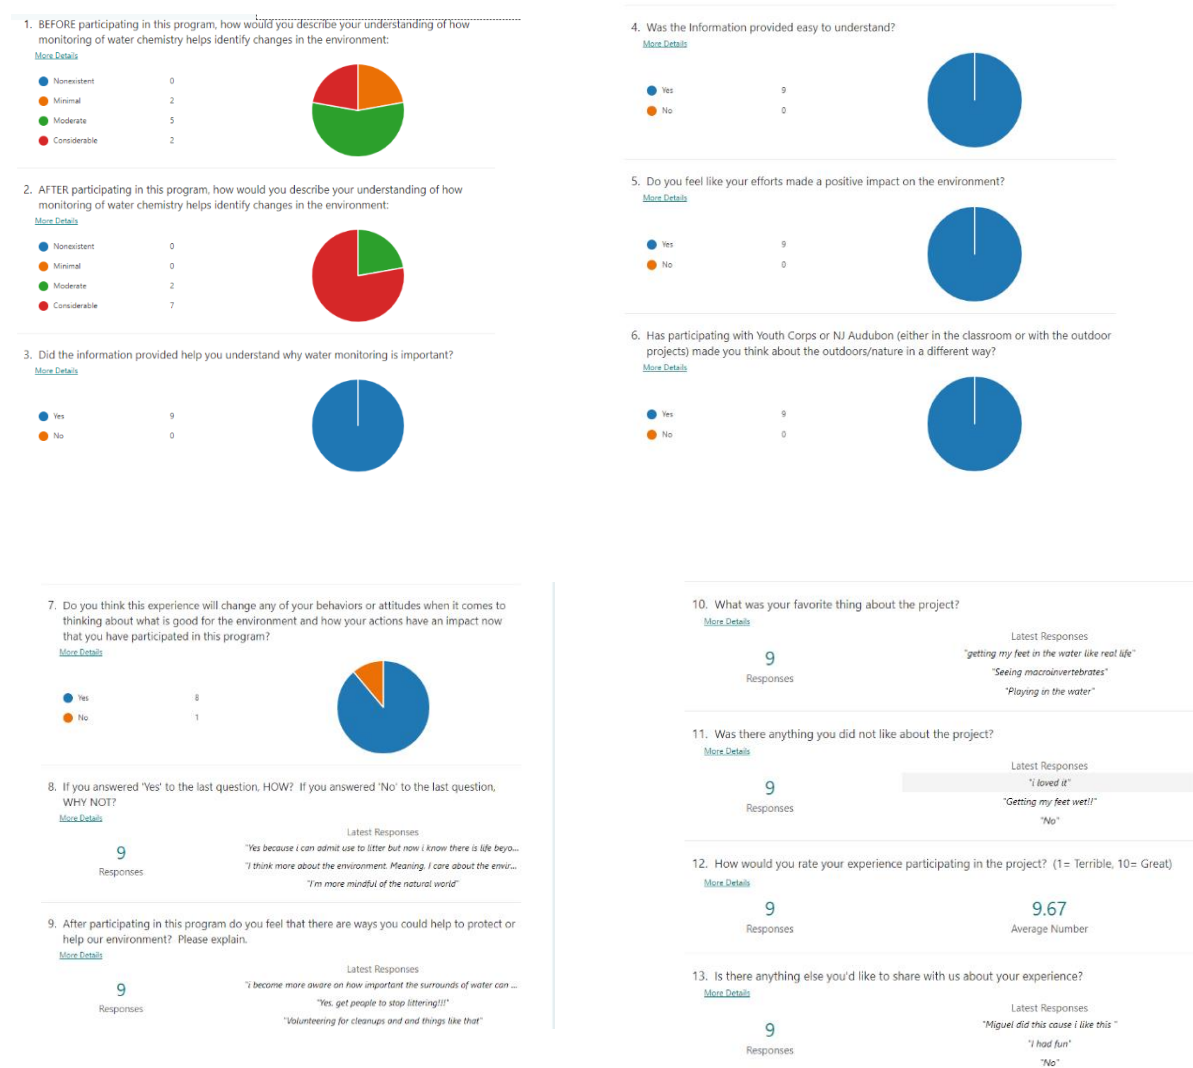 1. BEFORE participating in this program, how would you describe your understanding of how
monitoring of water chemistry helps identify changes in the environment:
More Details
Nonexistent 0
Minimal 2
Moderate 5
Considerable 2
2. AFTER participating in this program, how would you describe your understanding of how
monitoring of water chemistry helps identify changes in the environment:
More Details
Nonexistent 0
Minimal 0
Moderate 2
Considerable 7
3. Did the information provided help you understand why water monitoring is important?
More Details
Yes 9
No 0
4. Was the Information provided easy to understand?
More Details
Yes 9
No 0
5. Do you feel like your efforts made a positive impact on the environment?
More Details
Yes 9
No 0
6. Has participating with Youth Corps or NJ Audubon (either in the classroom or with the outdoor
projects) made you think about the outdoors/nature in a different way?
More Details
Yes 9
No 0
7. Do you think this experience will change any of your behaviors or attitudes when it comes to
thinking about what is good for the environment and how your actions have an impact now
that you have participated in this program?
More Details
Yes 8
No 1
8. If you answered 'Yes' to the last question, HOW? If you answered 'No' to the last question,
WHY NOT?
More Details
9
Responses
Latest Responses
"Yes because i can admit use to litter but now i know there is life beyo...
"I think more about the environment. Meaning, I care about the envir...
"I'm more mindful of the natural world"
9. After participating in this program do you feel that there are ways you could help to protect or
help our environment? Please explain.
More Details
9
Responses
Latest Responses
"i become more aware on how important the surrounds of water can ...
"Yes, get people to stop littering!!!"
"Volunteering for cleanups and and things like that"
10. What was your favorite thing about the project?
More Details
9
Responses
Latest Responses
"getting my feet in the water like real life"
"Seeing macroinvertebrates"
"Playing in the water"
11. Was there anything you did not like about the project?
More Details
9
Responses
Latest Responses
"i loved it"
"Getting my feet wet!!"
"No"
12. How would you rate your experience participating in the project? (1= Terrible, 10= Great)
More Details
9
Responses
9.67
Average Number
13. Is there anything else you'd like to share with us about your experience?
More Details
9
Responses
Latest Responses
"Miguel did this cause i like this "
"I had fun"
"No"